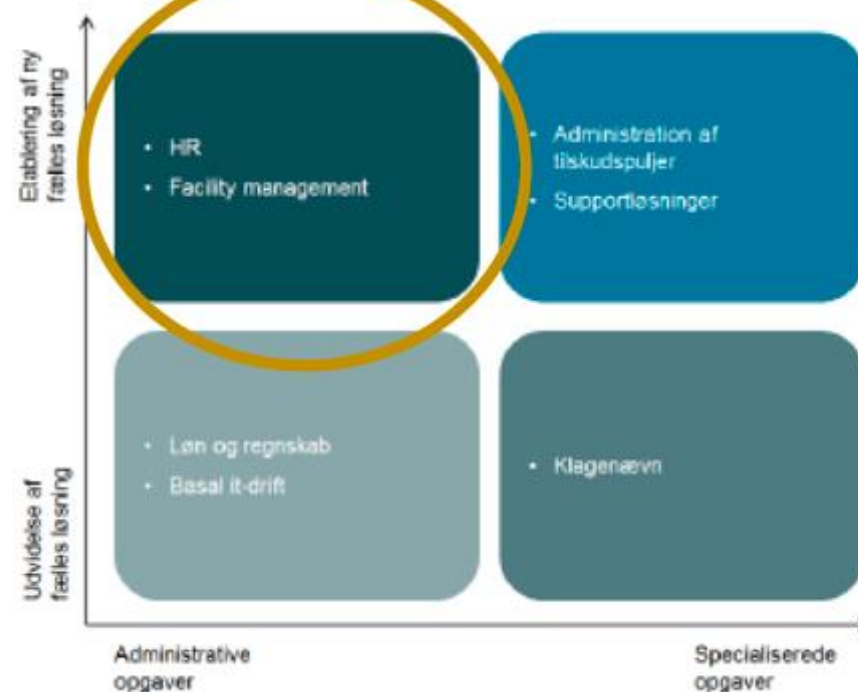 Etablering af ny
fælles løsning
• HR
• Facility management
• Administration af
tilskudspuljer
• Supportløsninger
Udvidelse af
fælles løsning
• Løn og regnskab
• Basal it-drift
• Klagenævn
Administrative
opgaver
Specialiserede
opgaver